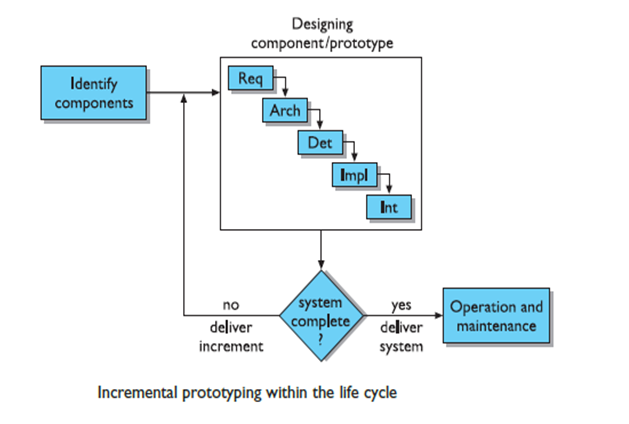 Designing
component/prototype
Identify
components
Req
Arch
Det
Impl
Int
no
deliver
increment
system
complete
?
yes
deliver
system
Operation and
maintenance
Incremental prototyping within the life cycle